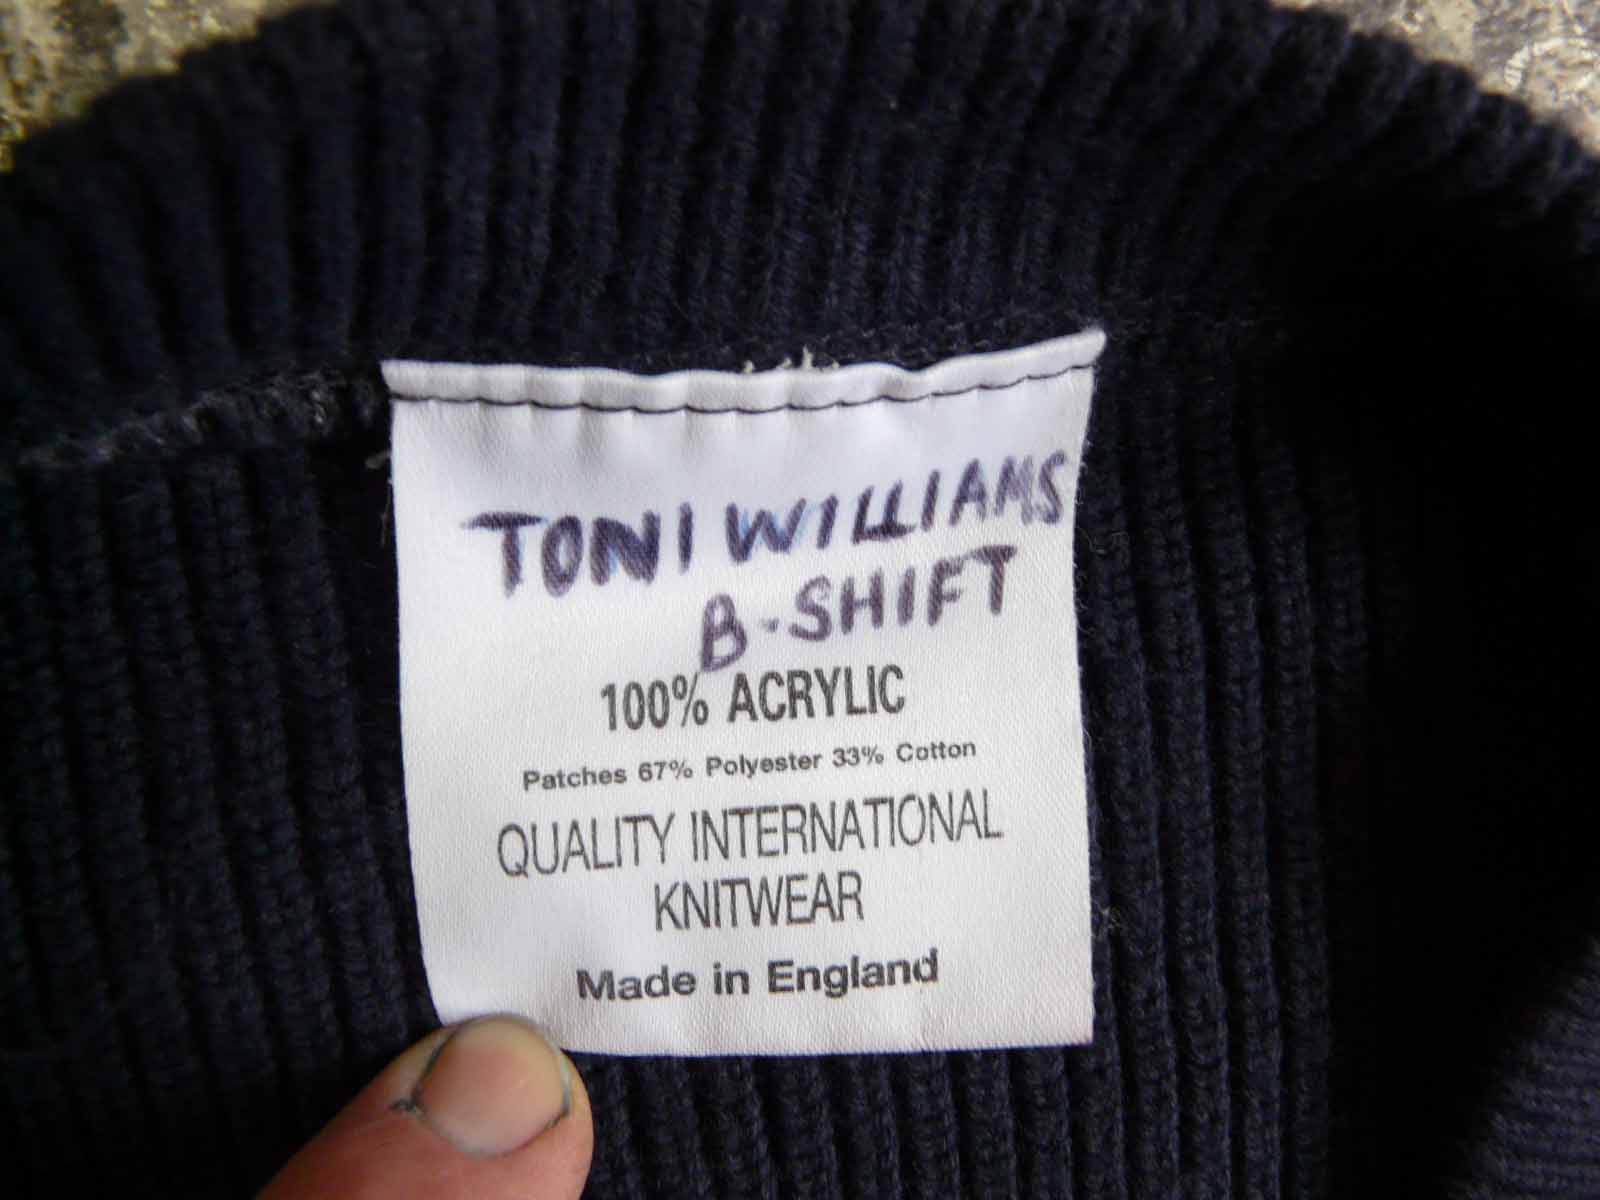 TONI WILLIAMS
B-SHIFT
100% ACRYLIC
Patches 67% Polyester 33% Cotton
QUALITY INTERNATIONAL
KNITWEAR
Made in England